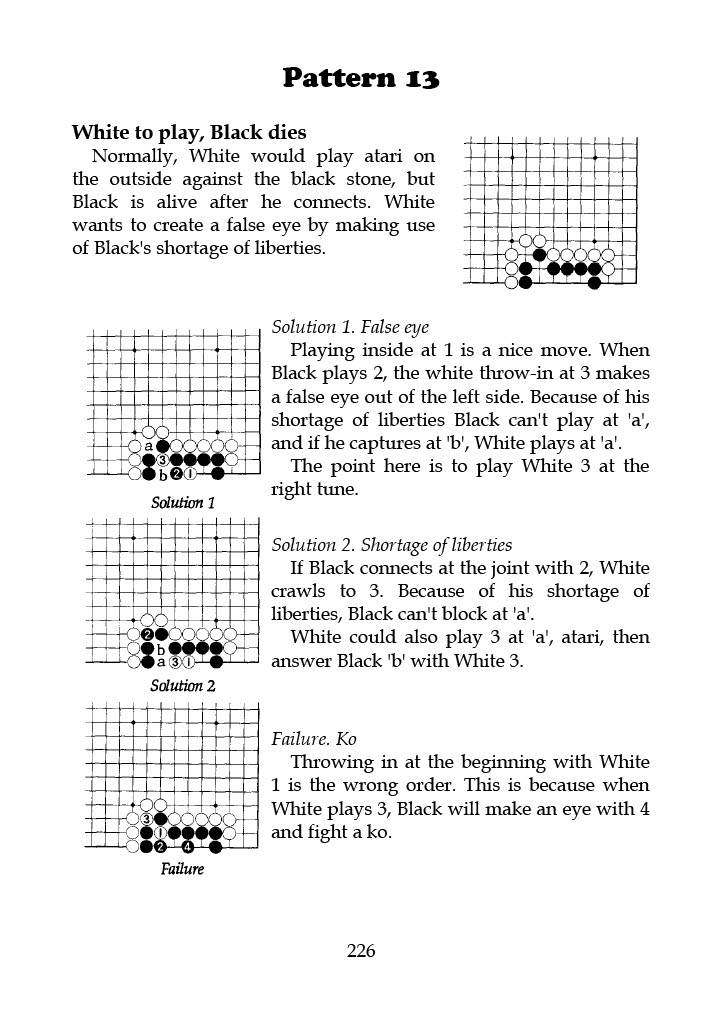 Pattern 13
White to play, Black dies
Normally, White would play atari on
the outside against the black stone, but
Black is alive after he connects. White
wants to create a false eye by making use
of Black's shortage of liberties.
Solution 1. False eye
Playing inside at 1 is a nice move. When
Black plays 2, the white throw-in at 3 makes
a false eye out of the left side. Because of his
shortage of liberties Black can't play at 'a',
and if he captures at 'b', White plays at 'a'.
The point here is to play White 3 at the
right tune.
a
3
b 2 1
Solution 1
Solution 2. Shortage of liberties
If Black connects at the joint with 2, White
crawls to 3. Because of his shortage of
liberties, Black can't block at 'a'.
White could also play 3 at 'a', atari, then
answer Black 'b' with White 3.
2
b
a 3 1
Solution 2
Failure. Ko
Throwing in at the beginning with White
1 is the wrong order. This is because when
White plays 3, Black will make an eye with 4
and fight a ko.
3
1
2 4
Failure
226